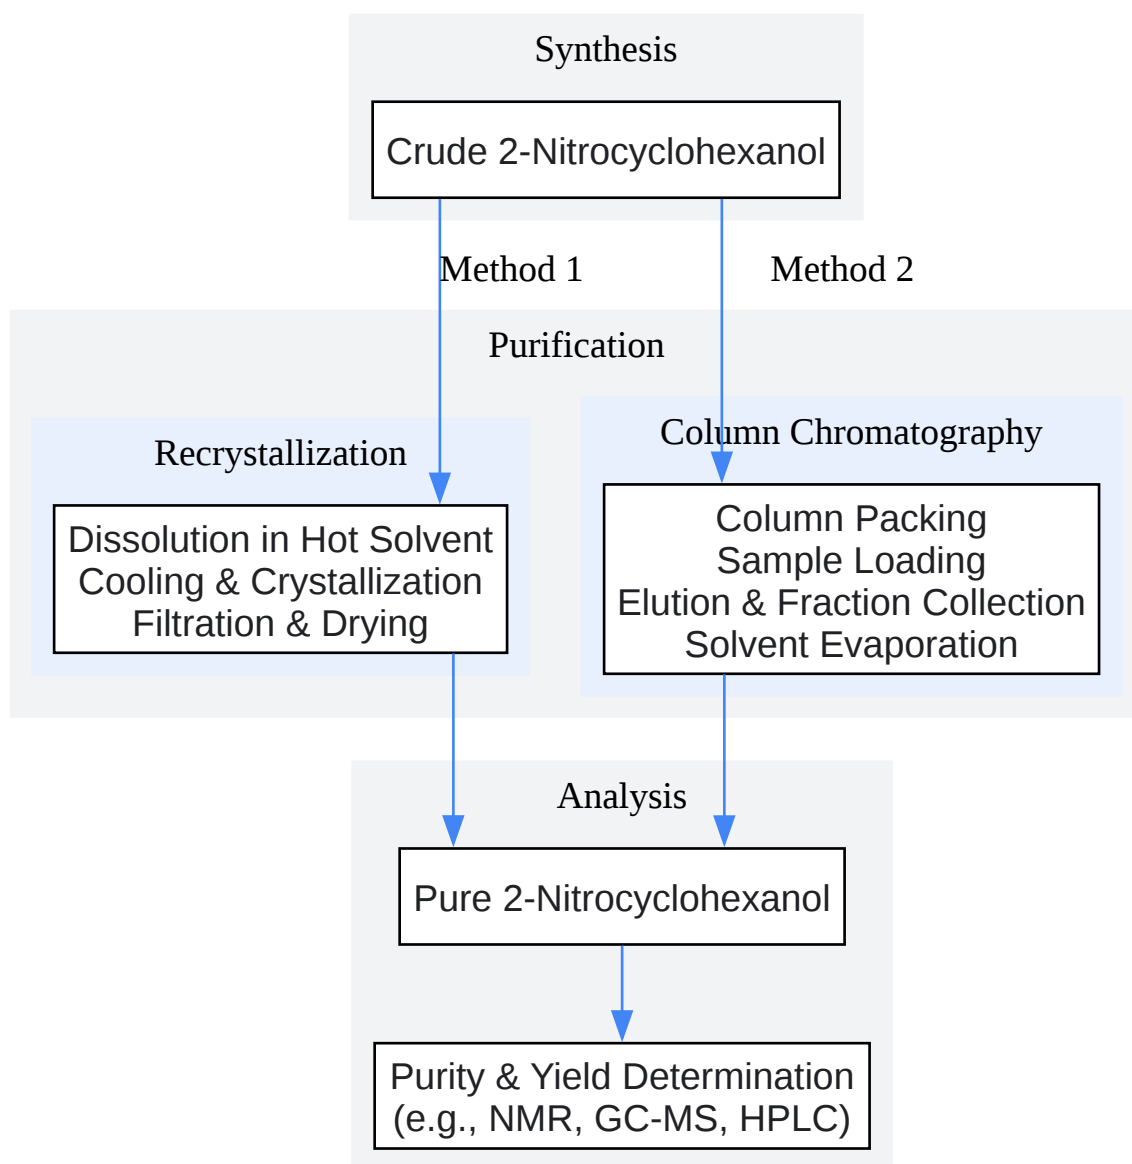 Synthesis
Crude 2-Nitrocyclohexanol
Method 1
Method 2
Purification
Recrystallization
Dissolution in Hot Solvent
Cooling & Crystallization
Filtration & Drying
Column Chromatography
Column Packing
Sample Loading
Elution & Fraction Collection
Solvent Evaporation
Analysis
Pure 2-Nitrocyclohexanol
Purity & Yield Determination
(e.g., NMR, GC-MS, HPLC)